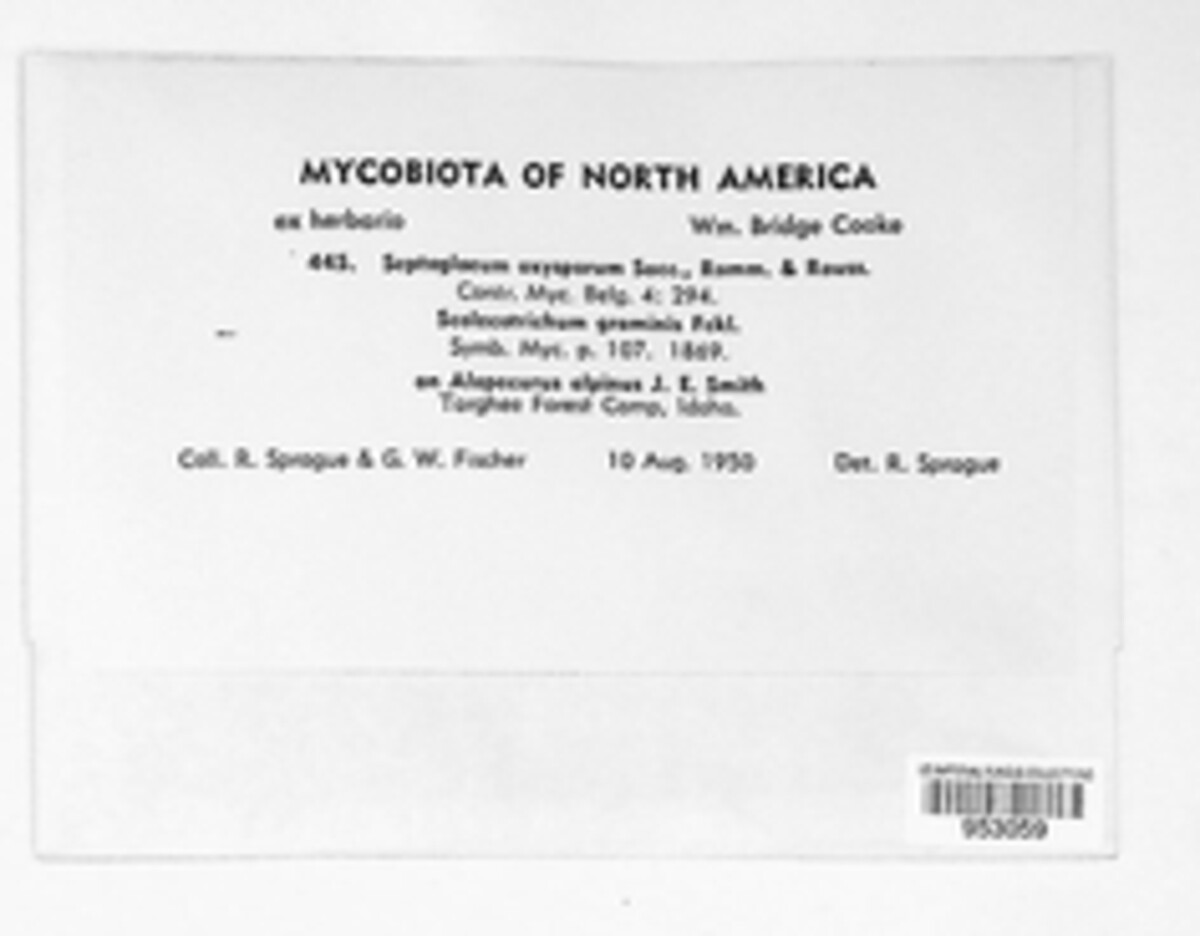 MYCOBIOTA OF NORTH AMERICA
ex herbario Wm. Bridge Cooke
445. Septogloeum oxysporum Sacc., Bomm. & Rouss.
Contr. Myc. Belg. 4: 294.
Scolecotrichum graminis Fckl.
Symb. Myc. p. 107. 1869.
on Alopecurus alpinus J. E. Smith
Targhee Forest Camp, Idaho.
Coll. R. Sprague & G. W. Fischer 10 Aug. 1950 Det. R. Sprague
953059